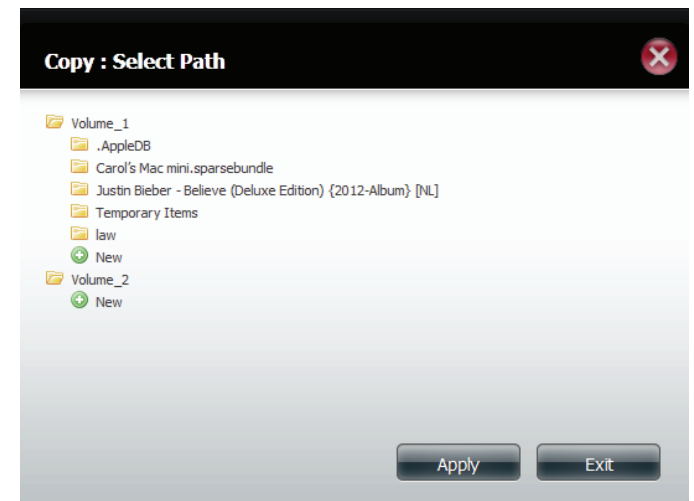 Copy : Select Path
Volume_1
.AppleDB
Carol's Mac mini.sparsebundle
Justin Bieber - Believe (Deluxe Edition) {2012-Album} [NL]
Temporary Items
law
New
Volume_2
New
Apply Exit